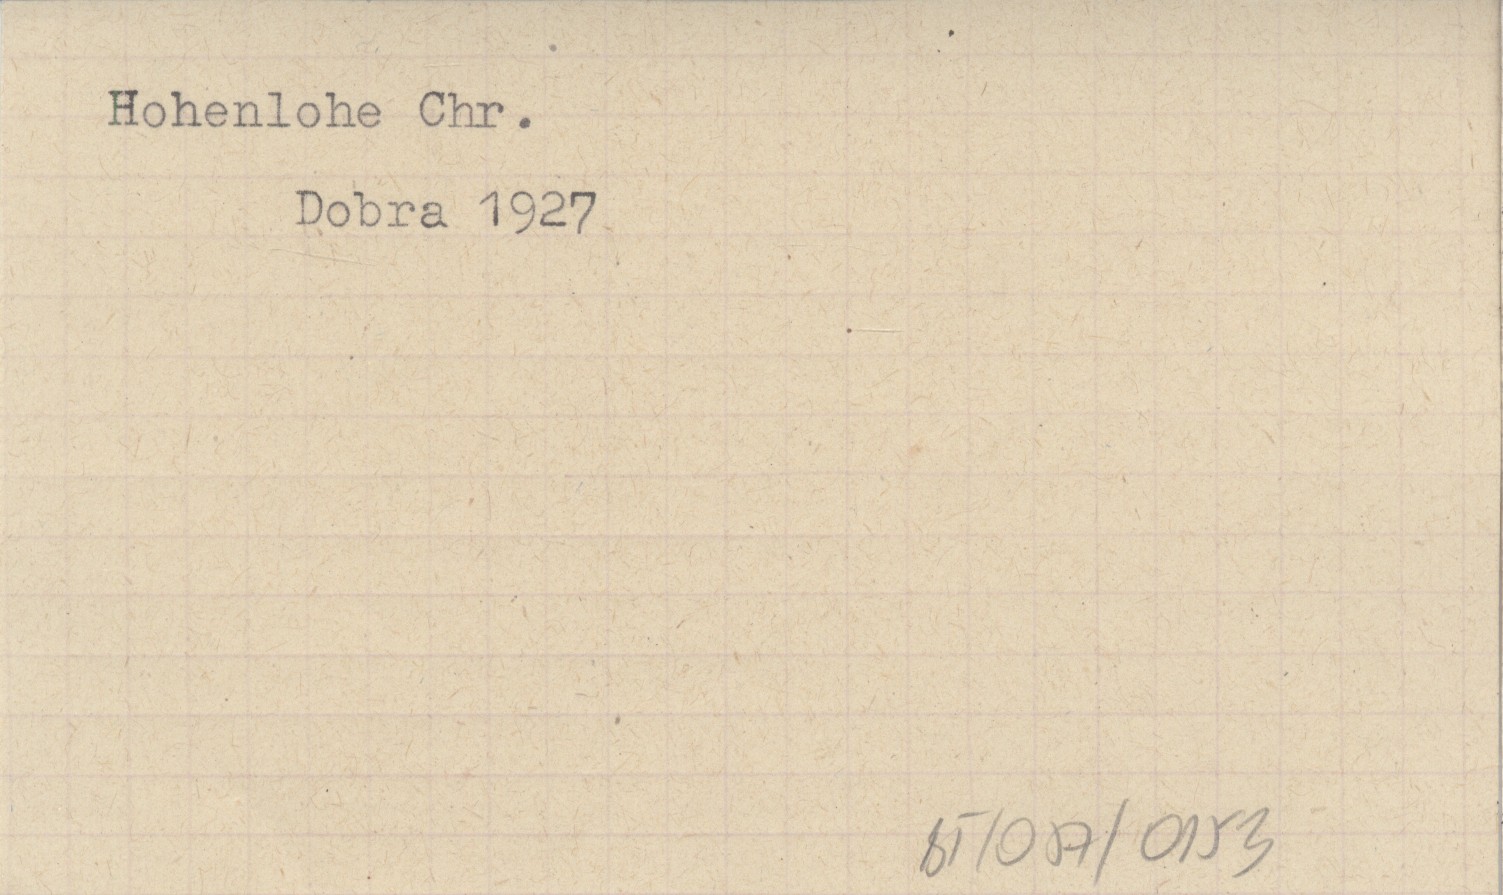 Hohenlohe Chr.
Dobra 1927